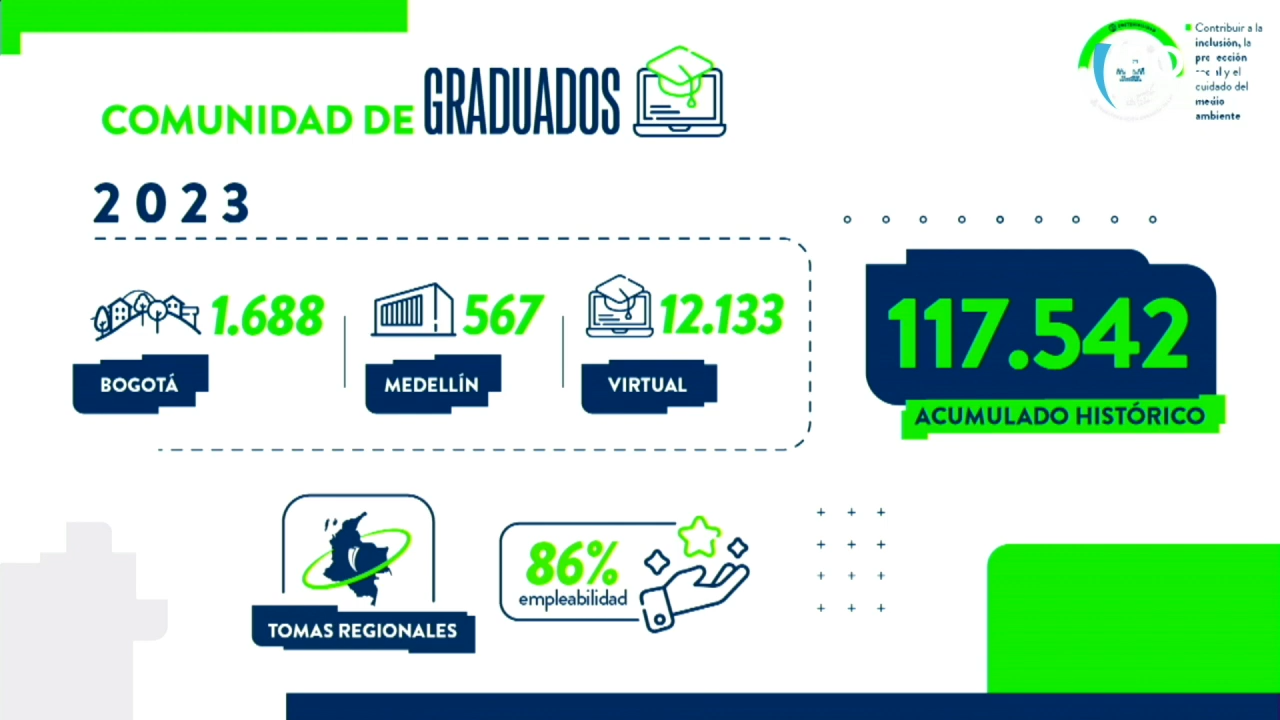 COMUNIDAD DE GRADUADOS
Contribuir a la
inclusión, la
y el
cuidado del
medio
ambiente
2023
1.688
BOGOTÁ
567
MEDELLÍN
12.133
VIRTUAL
117.542
ACUMULADO HISTÓRICO
TOMAS REGIONALES
86%
empleabilidad